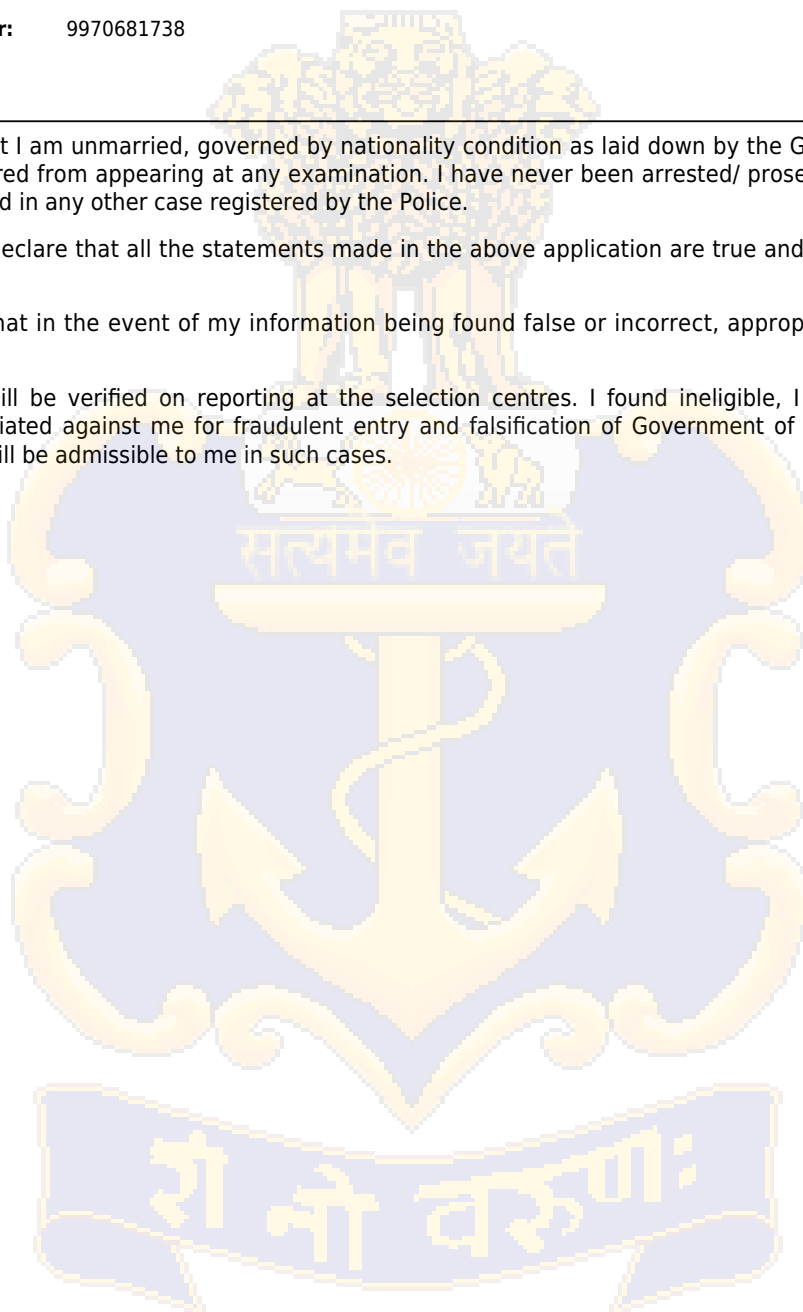 r: 9970681738
t I am unmarried, governed by nationality condition as laid down by the G
red from appearing at any examination. I have never been arrested/ prose
d in any other case registered by the Police.
eclare that all the statements made in the above application are true and
hat in the event of my information being found false or incorrect, approp
ill be verified on reporting at the selection centres. I found ineligible, I
iated against me for fraudulent entry and falsification of Government of
ill be admissible to me in such cases.
सत्यमेव जयते
शं नो वरुणः